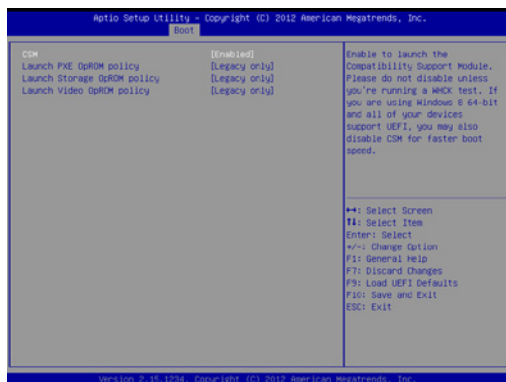 Aptio Setup Utility – Copyright (C) 2012 American Megatrends, Inc.
Boot
CSM [Enabled]
Launch PXE OpROM policy [Legacy only]
Launch Storage OpROM policy [Legacy only]
Launch Video OpROM policy [Legacy only]
Enable to launch the
Compatibility Support Module.
Please do not disable unless
you're running a WHCK test. If
you are using Windows 8 64-bit
and all of your devices
support UEFI, you may also
disable CSM for faster boot
speed.
→←: Select Screen
↑↓: Select Item
Enter: Select
+/-: Change Option
F1: General Help
F7: Discard Changes
F9: Load UEFI Defaults
F10: Save and Exit
ESC: Exit
Version 2.15.1234. Copyright (C) 2012 American Megatrends, Inc.